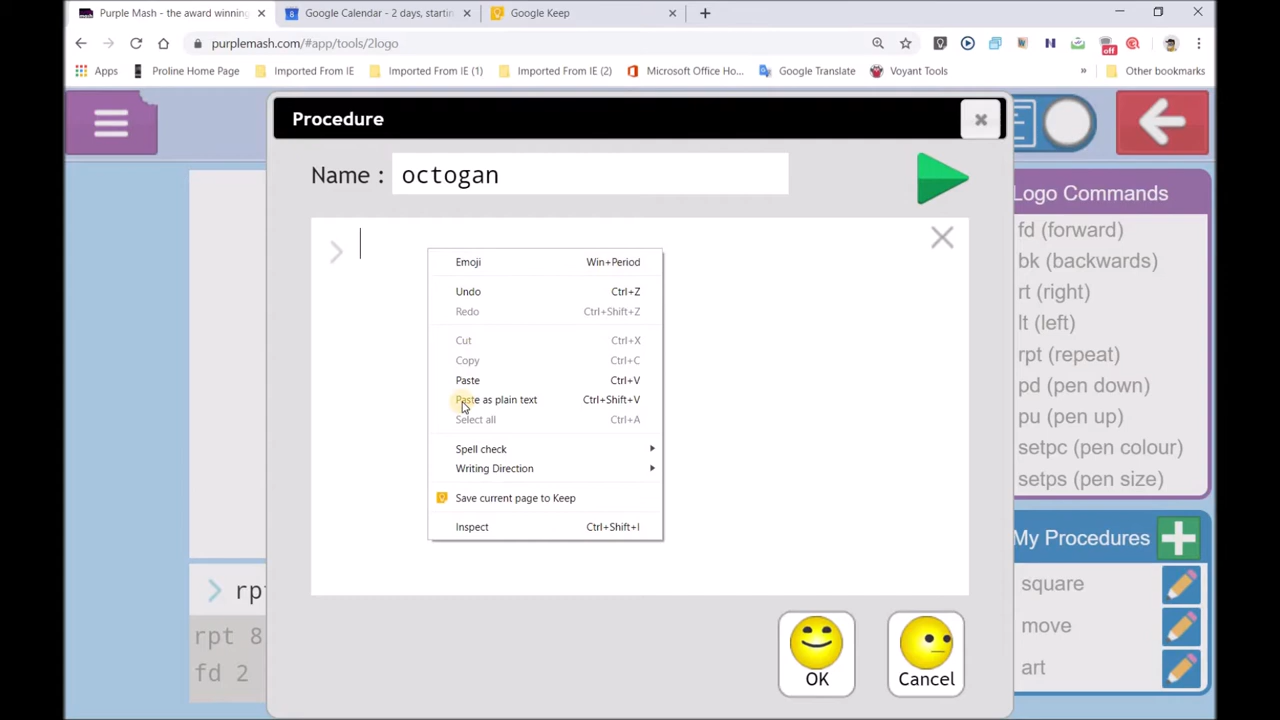 Purple Mash - the award winning
Google Calendar - 2 days, startin
Google Keep
purplemash.com/#app/tools/2logo
off
Apps
Proline Home Page
Imported From IE
Imported From IE (1)
Imported From IE (2)
Microsoft Office Ho...
Google Translate
Voyant Tools
»
Other bookmarks
Procedure
Name : octogan
Emoji Win+Period
Undo Ctrl+Z
Redo Ctrl+Shift+Z
Cut Ctrl+X
Copy Ctrl+C
Paste Ctrl+V
Paste as plain text Ctrl+Shift+V
Select all Ctrl+A
Spell check
Writing Direction
Save current page to Keep
Inspect Ctrl+Shift+I
OK
Cancel
rpt
rpt 8
fd 2
Logo Commands
fd (forward)
bk (backwards)
rt (right)
lt (left)
rpt (repeat)
pd (pen down)
pu (pen up)
setpc (pen colour)
setps (pen size)
My Procedures
square
move
art